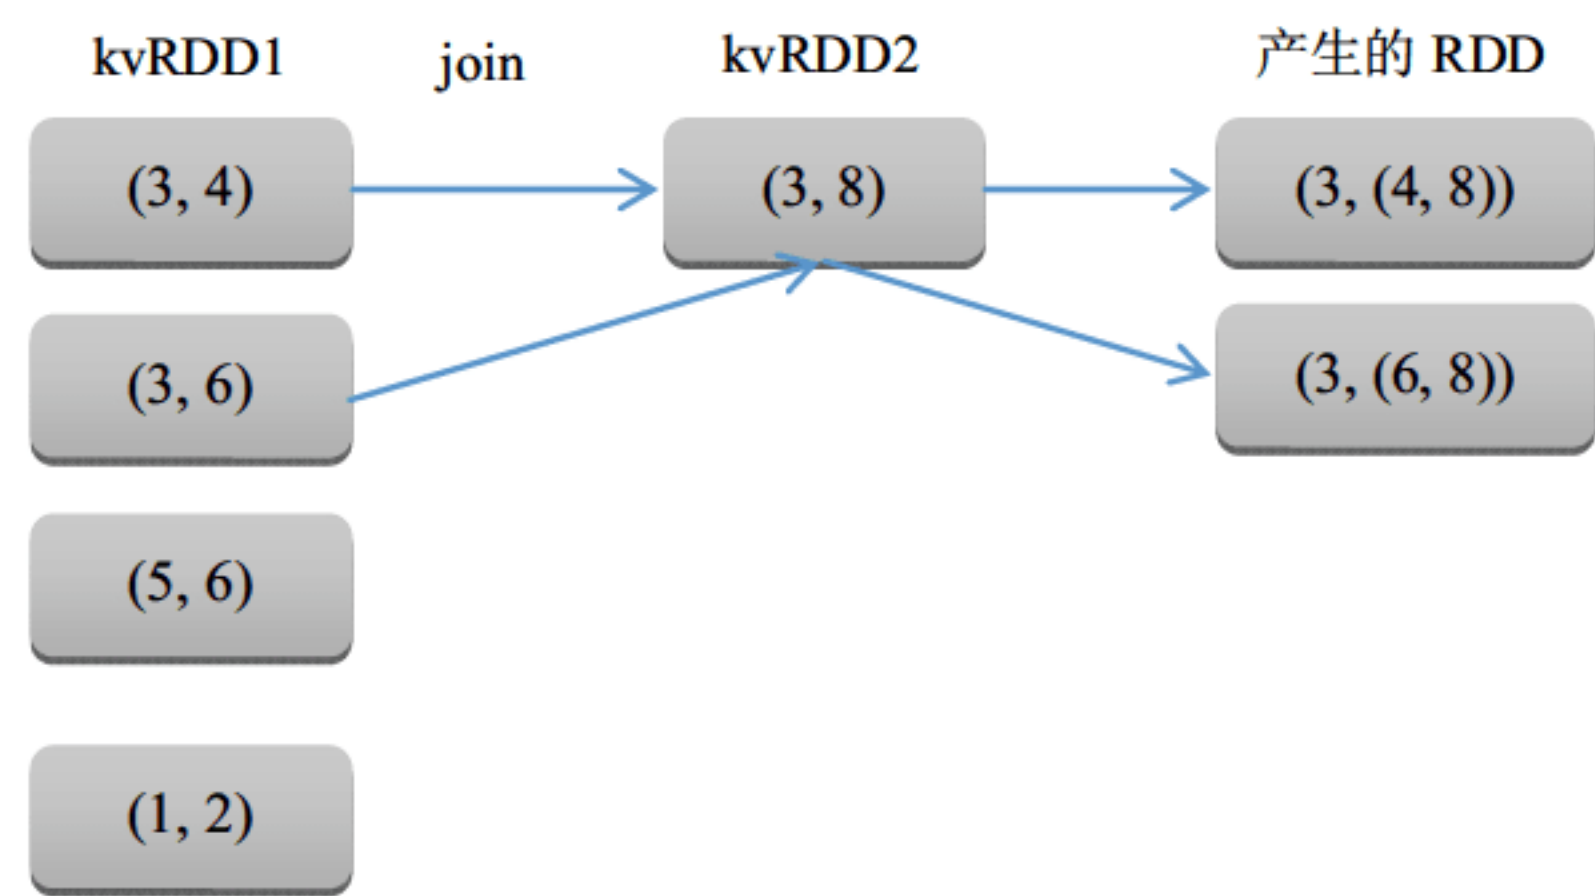 kvRDD1 join kvRDD2 产生的 RDD
(3, 4) (3, 8) (3, (4, 8))
(3, 6) (3, (6, 8))
(5, 6)
(1, 2)